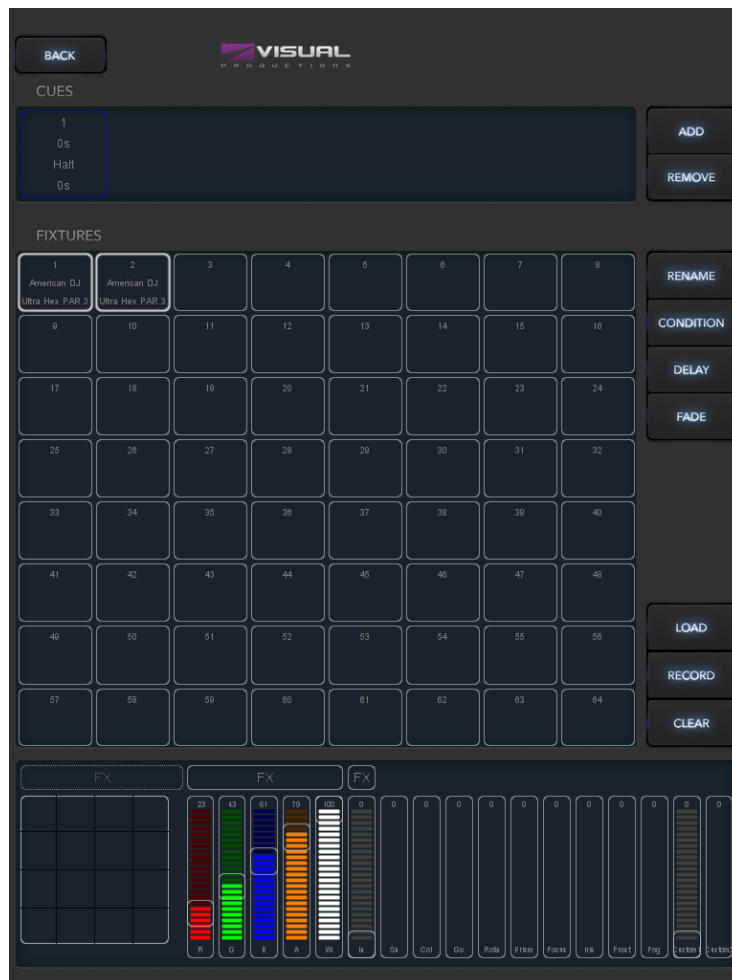 BACK
VISUAL
PRODUCTIONS
CUES
1
0s
Halt
0s
ADD
REMOVE
FIXTURES
1 2 3 4 5 6 7 8
American DJ American DJ
Ultra Hex PAR 3 Ultra Hex PAR 3
RENAME
9 10 11 12 13 14 15 16
CONDITION
DELAY
17 18 19 20 21 22 23 24
FADE
25 26 27 28 29 30 31 32
33 34 35 36 37 38 39 40
41 42 43 44 45 46 47 48
49 50 51 52 53 54 55 56
LOAD
RECORD
57 58 59 60 61 62 63 64
CLEAR
FX FX FX
23 43 61 79 100 0 0 0 0 0 0 0 0 0 0 0 0
R G B A W In Sh Col Go Rota Prism Focus Iris Frost Fog Custom1 Custom2